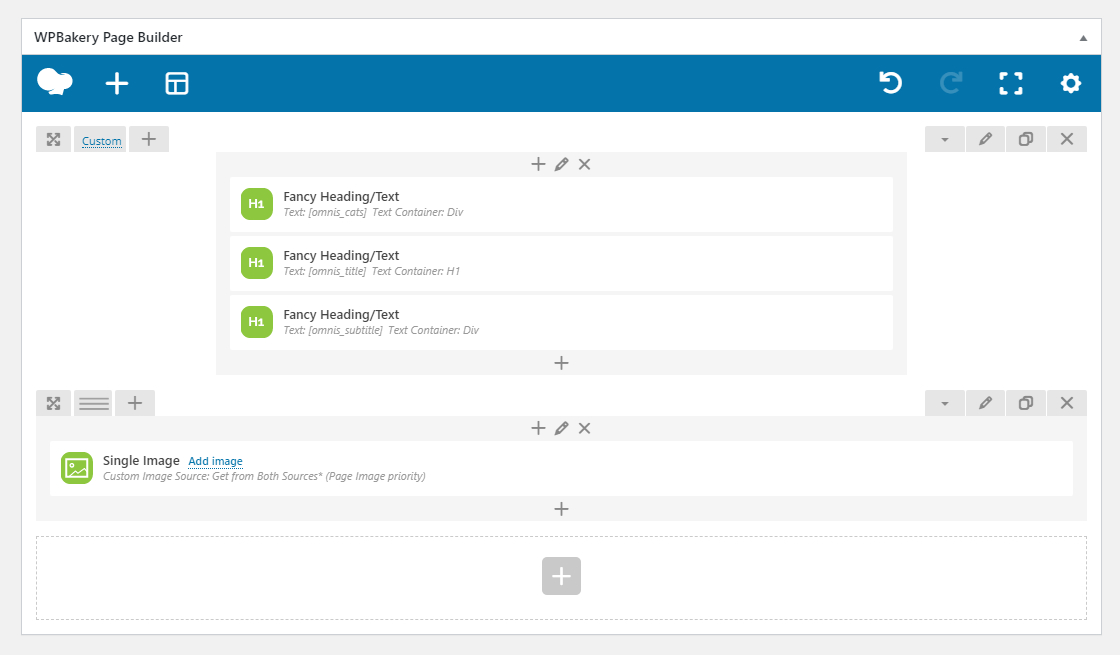 WPBakery Page Builder
Custom
H1
Fancy Heading/Text
Text: [omnis_cats]  Text Container: Div
H1
Fancy Heading/Text
Text: [omnis_title]  Text Container: H1
H1
Fancy Heading/Text
Text: [omnis_subtitle]  Text Container: Div
Single Image  Add image
Custom Image Source: Get from Both Sources* (Page Image priority)